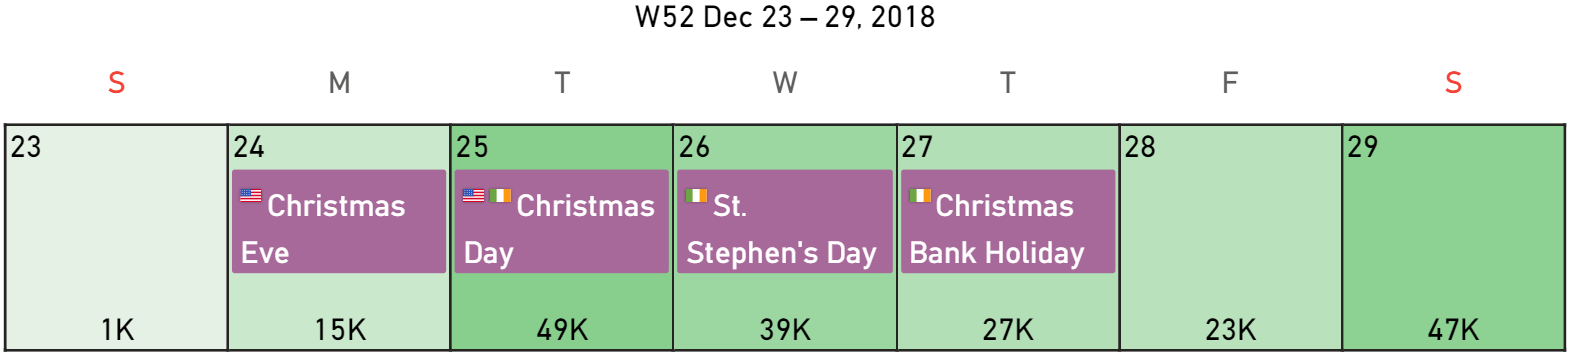 W52 Dec 23 – 29, 2018
S M T W T F S
23 24 25 26 27 28 29
Christmas Eve
Christmas Day
St. Stephen's Day
Christmas Bank Holiday
1K 15K 49K 39K 27K 23K 47K